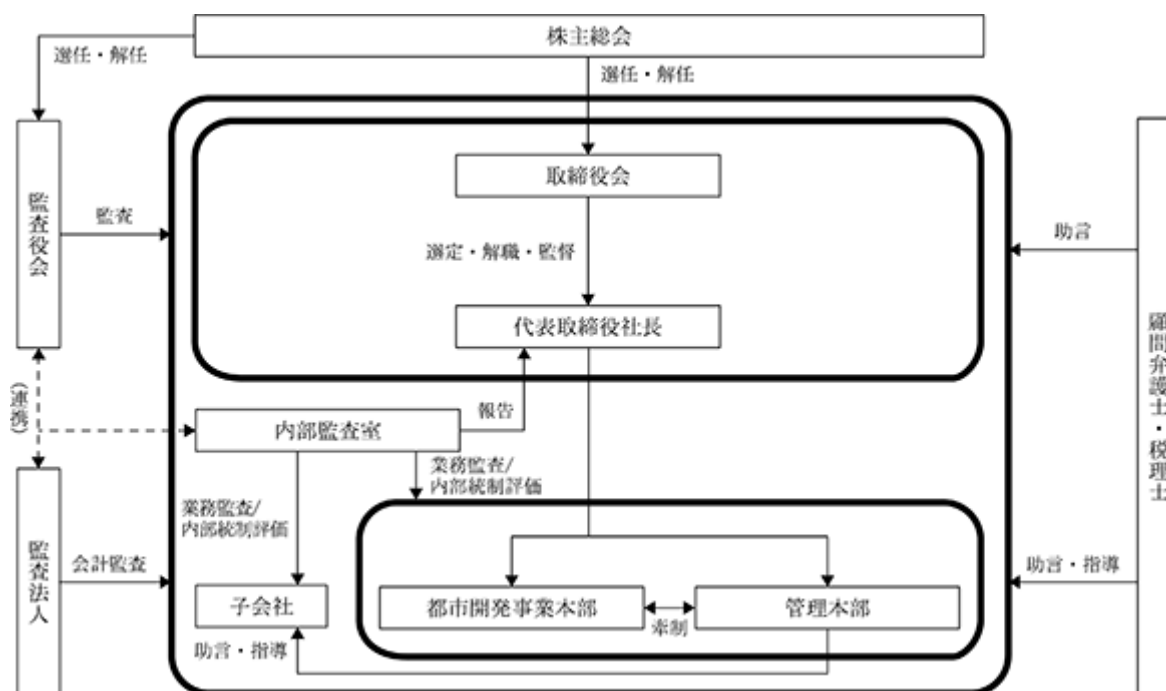 株主総会
選任・解任
選任・解任
取締役会
監査役会
監査
助言
選定・解職・監督
代表取締役社長
顧問弁護士・税理士
(連携)
内部監査室
報告
業務監査/
内部統制評価
業務監査/
内部統制評価
監査法人
会計監査
助言・指導
子会社
都市開発事業本部
管理本部
牽制
助言・指導